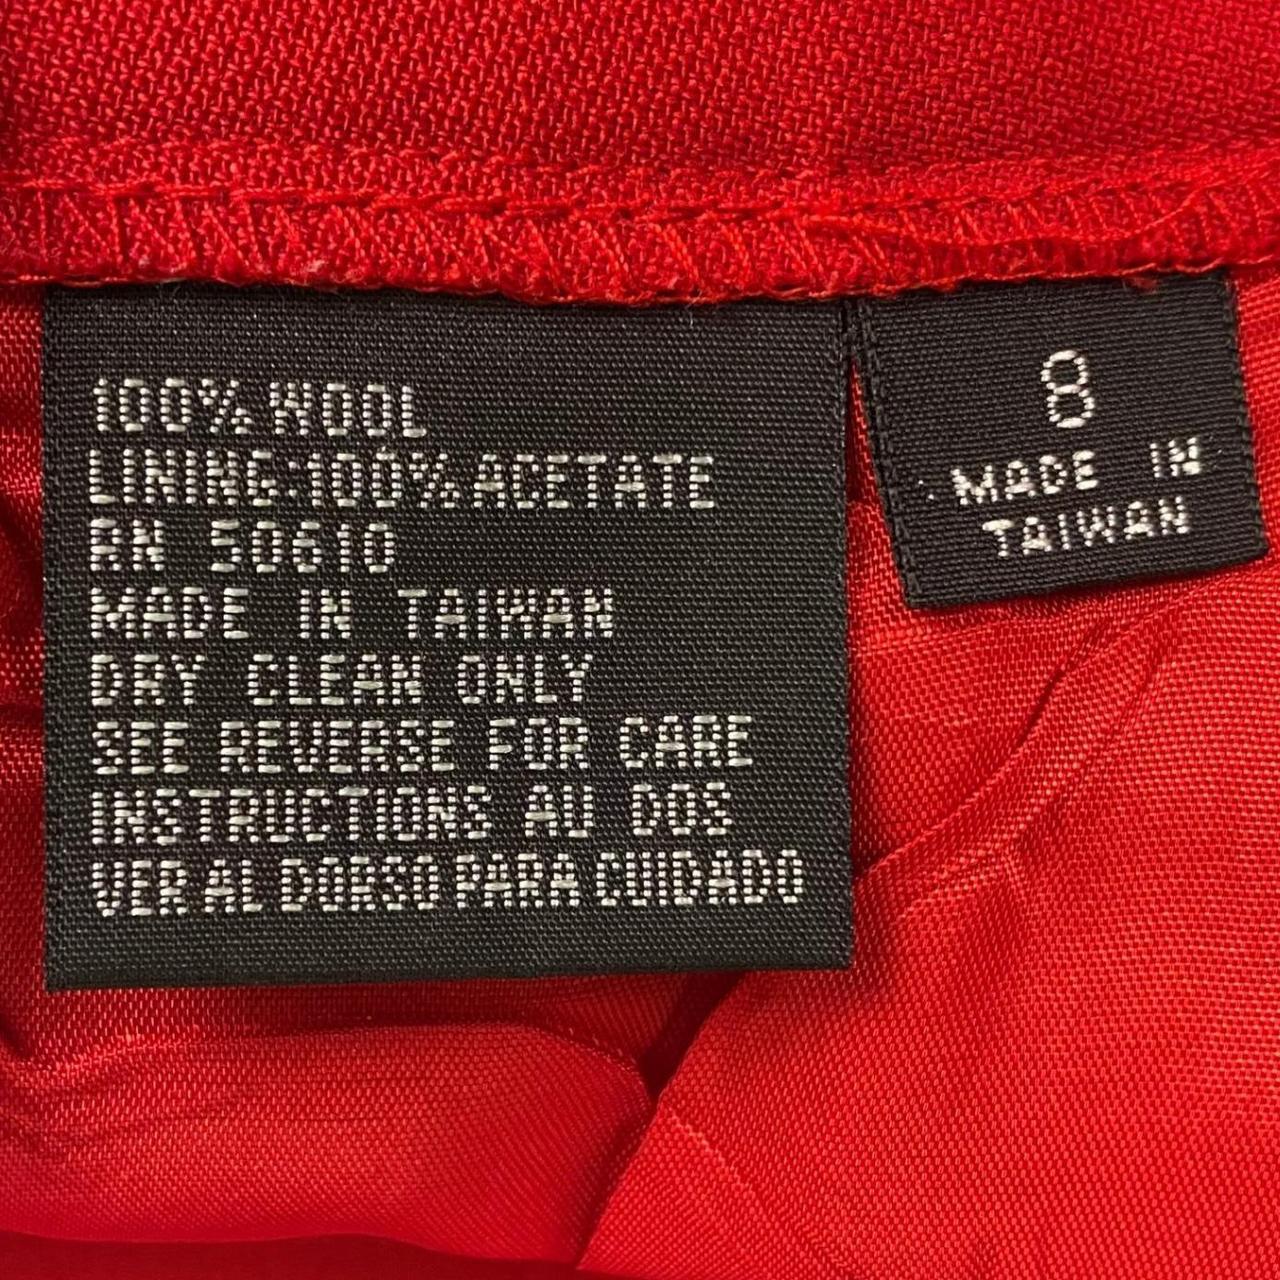 100% WOOL
LINING:100% ACETATE
RN 50610
MADE IN TAIWAN
DRY CLEAN ONLY
SEE REVERSE FOR CARE
INSTRUCTIONS AU DOS
VER AL DORSO PARA CUIDADO
8
MADE IN
TAIWAN